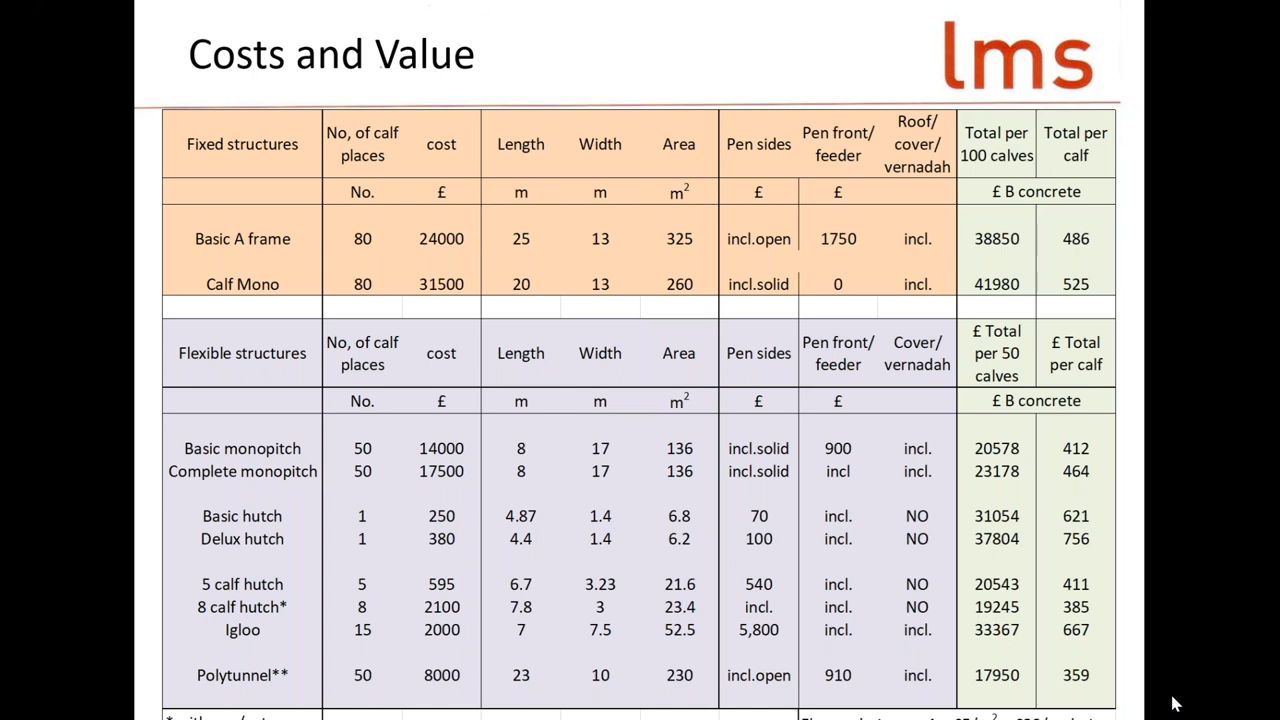 Costs and Value
lms
Fixed structures No, of calf places cost Length Width Area Pen sides Pen front/ feeder Roof/ cover/ vernadah Total per 100 calves Total per calf
No. £ m m m² £ £ £ B concrete
Basic A frame 80 24000 25 13 325 incl.open 1750 incl. 38850 486
Calf Mono 80 31500 20 13 260 incl.solid 0 incl. 41980 525
Flexible structures No, of calf places cost Length Width Area Pen sides Pen front/ feeder Cover/ vernadah £ Total per 50 calves £ Total per calf
No. £ m m m² £ £ £ B concrete
Basic monopitch 50 14000 8 17 136 incl.solid 900 incl. 20578 412
Complete monopitch 50 17500 8 17 136 incl.solid incl incl. 23178 464
Basic hutch 1 250 4.87 1.4 6.8 70 incl. NO 31054 621
Delux hutch 1 380 4.4 1.4 6.2 100 incl. NO 37804 756
5 calf hutch 5 595 6.7 3.23 21.6 540 incl. NO 20543 411
8 calf hutch* 8 2100 7.8 3 23.4 incl. incl. NO 19245 385
Igloo 15 2000 7 7.5 52.5 5,800 incl. incl. 33367 667
Polytunnel** 50 8000 23 10 230 incl.open 910 incl. 17950 359